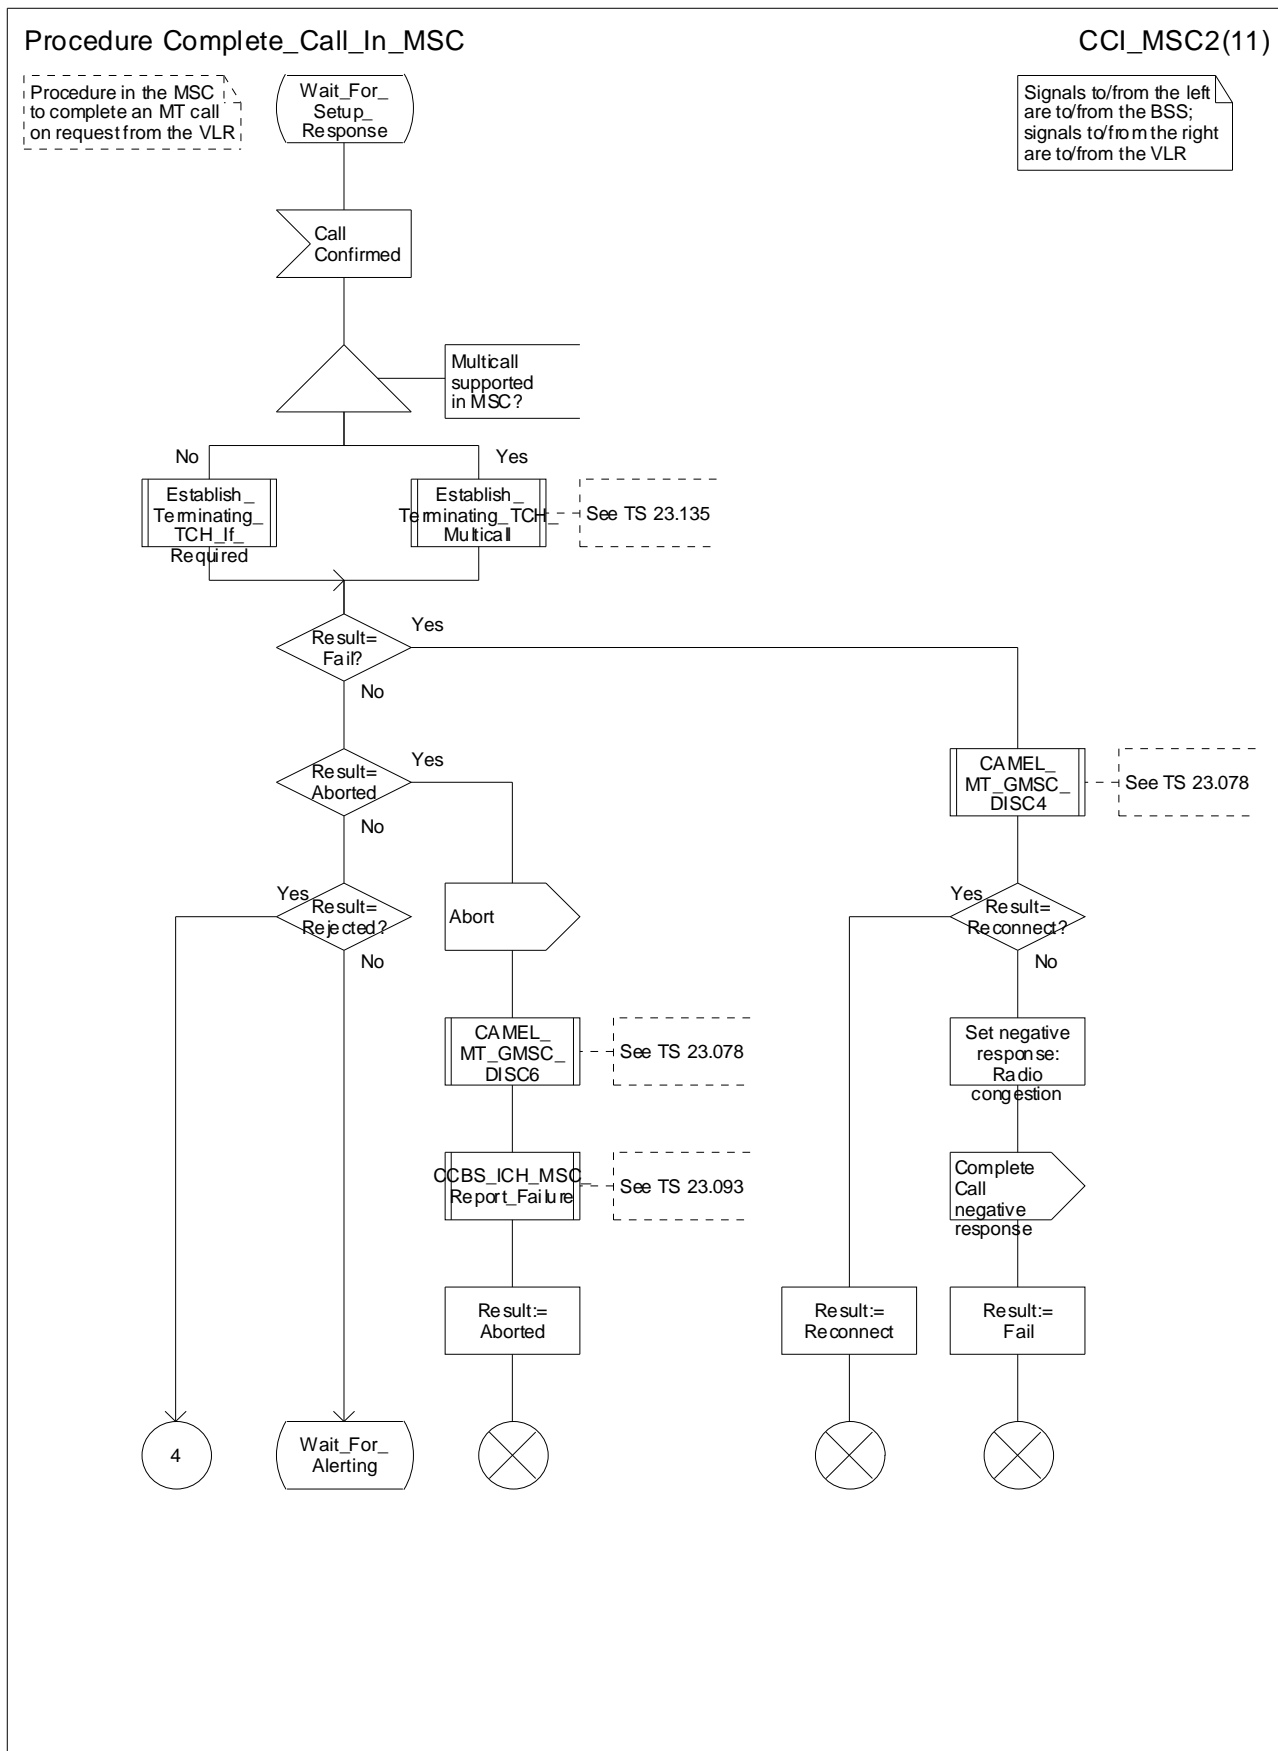 Procedure Complete_Call_In_MSC
CCI_MSC2(11)
Procedure in the MSC
to complete an MT call
on request from the VLR
Wait_For_
Setup_
Response
Signals to/from the left
are to/from the BSS;
signals to/from the right
are to/from the VLR
Call
Confirmed
Multicall
supported
in MSC?
No
Yes
Establish_
Terminating_
TCH_If_
Required
Establish_
Terminating_TCH_
Multicall
See TS 23.135
Result=
Fail?
Yes
No
Result=
Aborted
Yes
No
CAMEL_
MT_GMSC_
DISC4
See TS 23.078
Yes
Result=
Rejected?
No
Abort
Yes
Result=
Reconnect?
No
CAMEL_
MT_GMSC_
DISC6
See TS 23.078
Set negative
response:
Radio
congestion
CCBS_ICH_MSC_
Report_Failure
See TS 23.093
Complete
Call
negative
response
Result:=
Aborted
Result:=
Reconnect
Result:=
Fail
4
Wait_For_
Alerting